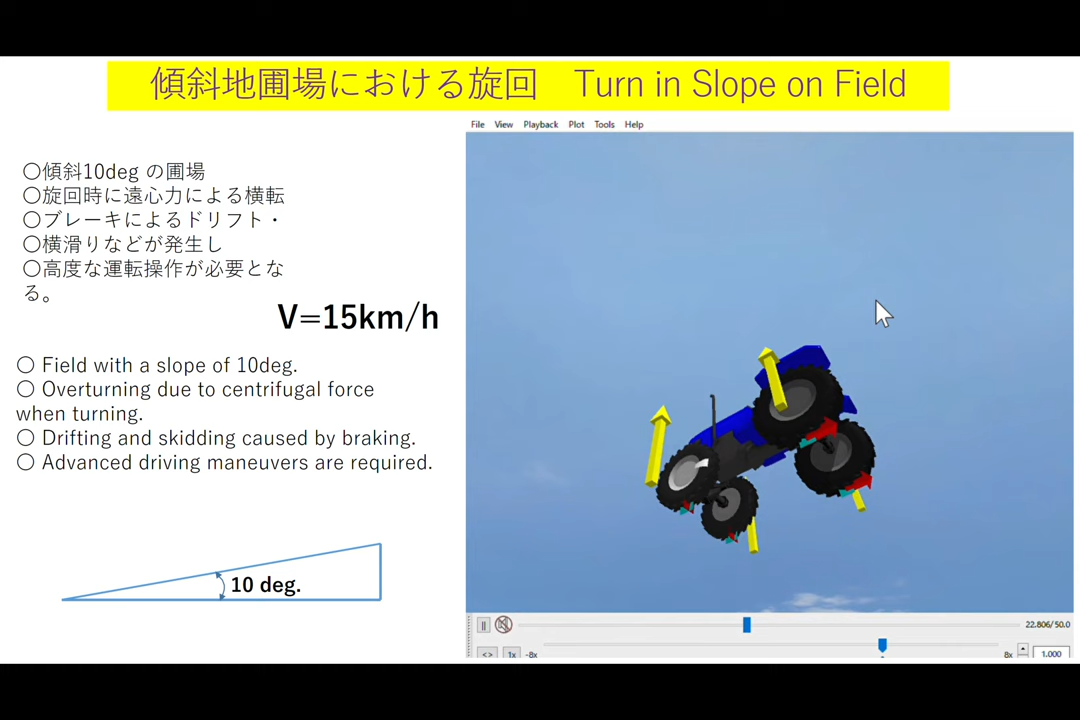 傾斜地圃場における旋回　Turn in Slope on Field
File View Playback Plot Tools Help
〇傾斜10deg の圃場
〇旋回時に遠心力による横転
〇ブレーキによるドリフト・
〇横滑りなどが発生し
〇高度な運転操作が必要とな
る。
V=15km/h
〇 Field with a slope of 10deg.
〇 Overturning due to centrifugal force
when turning.
〇 Drifting and skidding caused by braking.
〇 Advanced driving maneuvers are required.
10 deg.
22.806/50.0
<> 1x -8x 8x 1.000